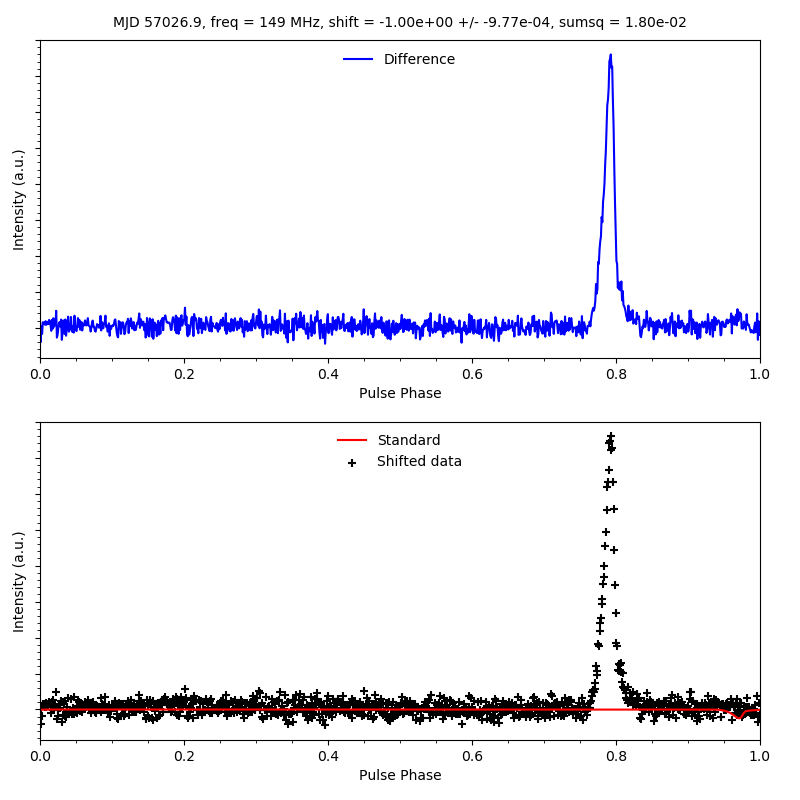 MJD 57026.9, freq = 149 MHz, shift = -1.00e+00 +/- -9.77e-04, sumsq = 1.80e-02
Difference
Intensity (a.u.)
0.0 0.2 0.4 0.6 0.8 1.0
Pulse Phase
Standard
Shifted data
Intensity (a.u.)
0.0 0.2 0.4 0.6 0.8 1.0
Pulse Phase